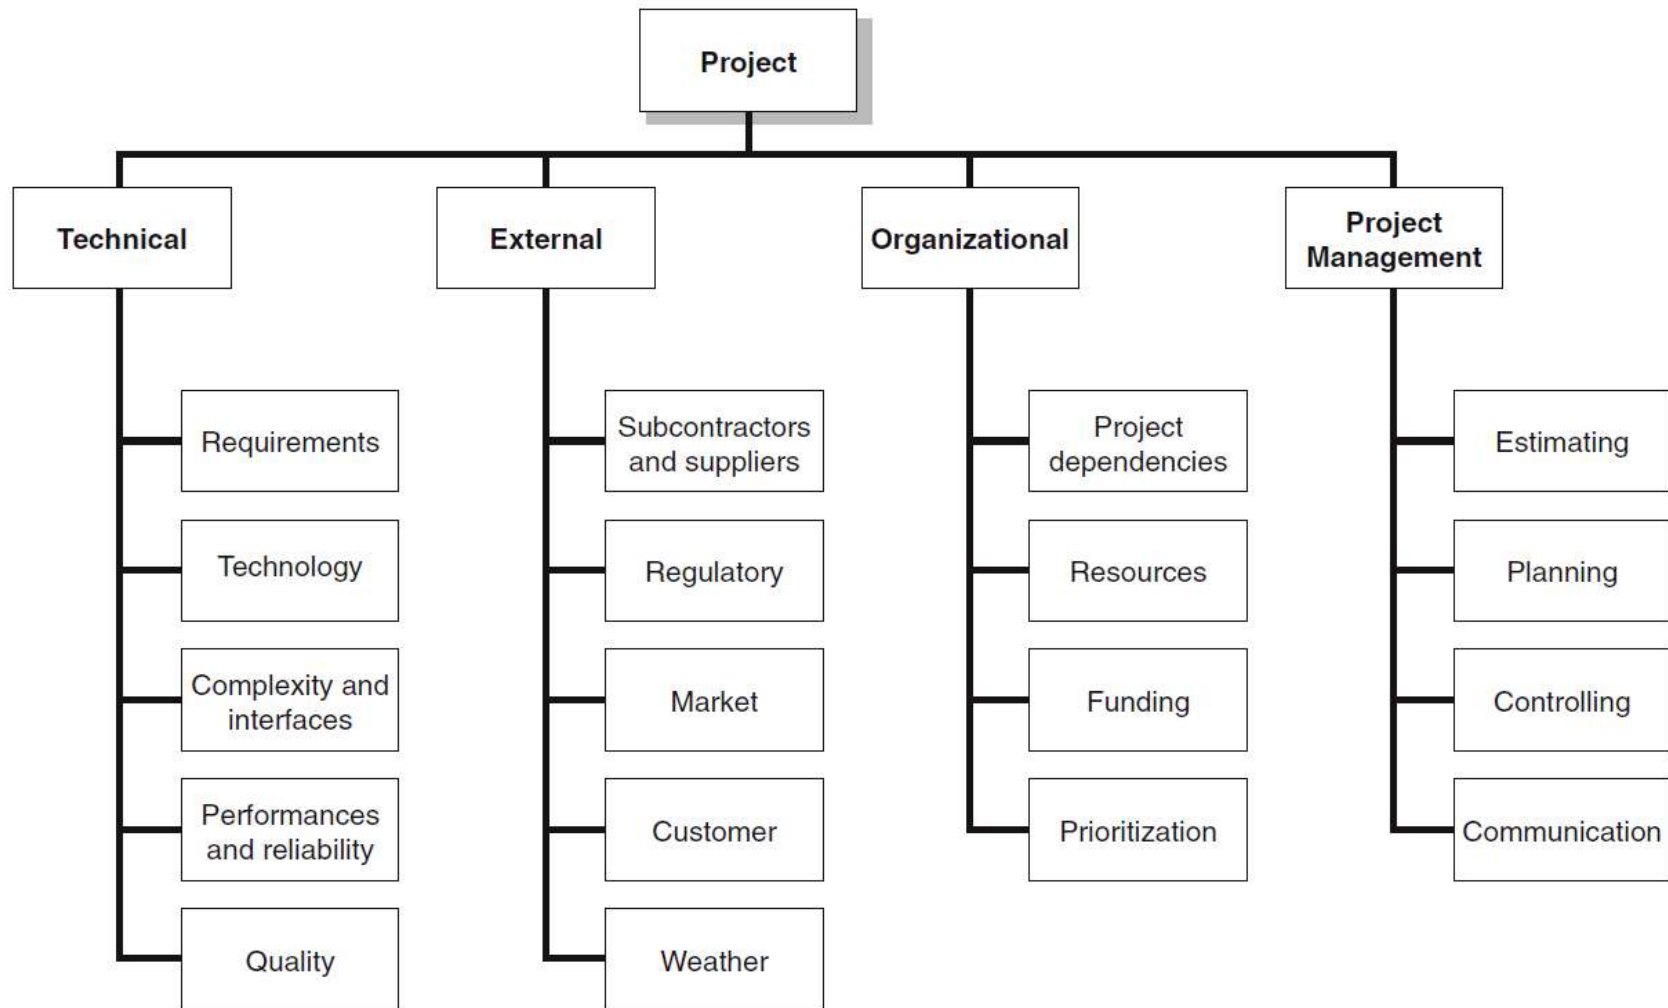 Project
Technical
External
Organizational
Project
Management
Requirements
Technology
Complexity and
interfaces
Performances
and reliability
Quality
Subcontractors
and suppliers
Regulatory
Market
Customer
Weather
Project
dependencies
Resources
Funding
Prioritization
Estimating
Planning
Controlling
Communication